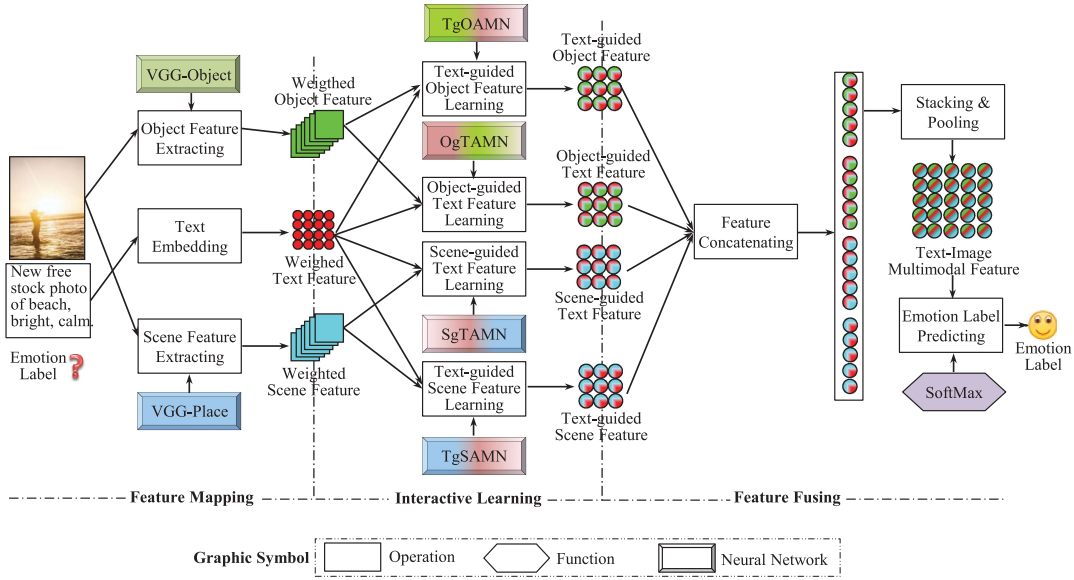 TgOAMN
VGG-Object
Weighed
Object Feature
Text-guided
Object Feature
Learning
Text-guided
Object Feature
Object Feature
Extracting
OgTAMN
Stacking &
Pooling
Object-guided
Text Feature
Object-guided
Text Feature
Learning
Text
Embedding
Weighed
Text Feature
Feature
Concatenating
Scene-guided
Text Feature
Learning
Text-Image
Multimodal Feature
New free
stock photo
of beach,
bright, calm.
Scene-guided
Text Feature
Scene Feature
Extracting
SgTAMN
Emotion Label
Predicting
Emotion
Label
Emotion
Label
?
Weighted
Scene Feature
Text-guided
Scene Feature
Learning
VGG-Place
SoftMax
Text-guided
Scene Feature
TgSAMN
Feature Mapping
Interactive Learning
Feature Fusing
Graphic Symbol
Operation
Function
Neural Network